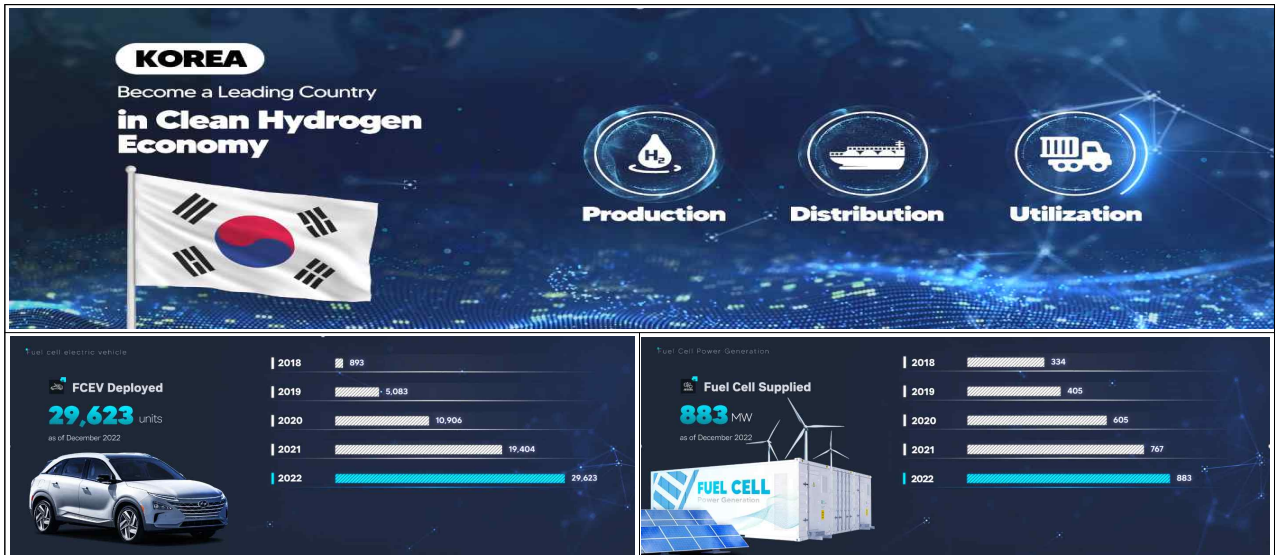 KOREA
Become a Leading Country
in Clean Hydrogen
Economy
H₂
Production
Distribution
Utilization
Fuel cell electric vehicle
FCEV Deployed
29,623 units
as of December 2022
2018 893
2019 5,083
2020 10,906
2021 19,404
2022 29,623
Fuel Cell Power Generation
Fuel Cell Supplied
883 MW
as of December 2022
FUEL CELL
Power Generation
2018 334
2019 405
2020 605
2021 767
2022 883